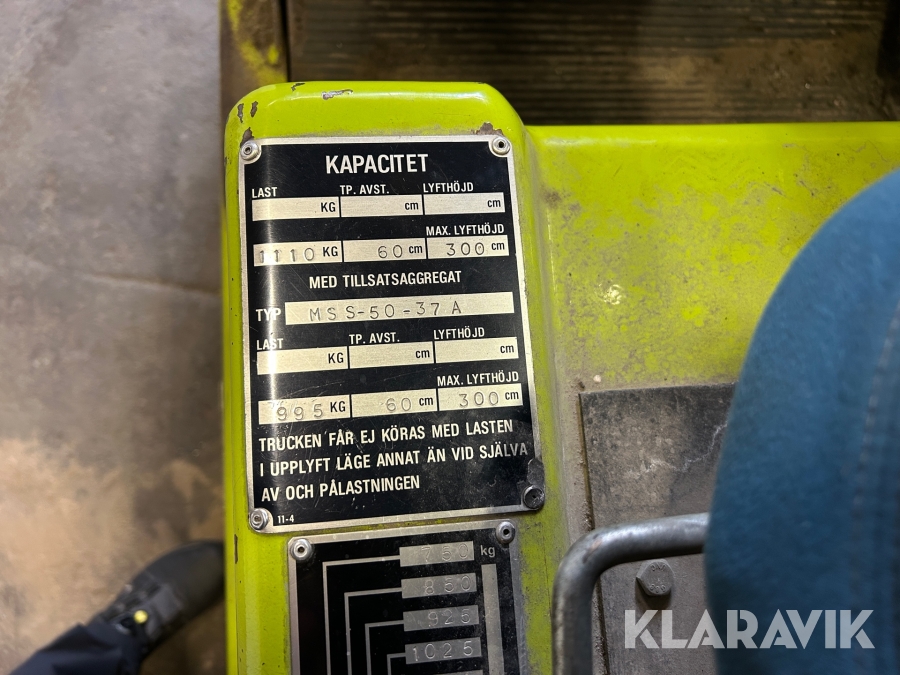 KAPACITET
LAST TP. AVST. LYFTHÖJD
KG cm cm
MAX. LYFTHÖJD
1110 KG 60 cm 300 cm
MED TILLSATSAGGREGAT
TYP MSS-50-37 A
LAST TP. AVST. LYFTHÖJD
KG cm cm
MAX. LYFTHÖJD
995 KG 60 cm 300 cm
TRUCKEN FÅR EJ KÖRAS MED LASTEN
I UPPLYFT LÄGE ANNAT ÄN VID SJÄLVA
AV OCH PÅLASTNINGEN
11-4
750 kg
850
925
1025
KLARAVIK